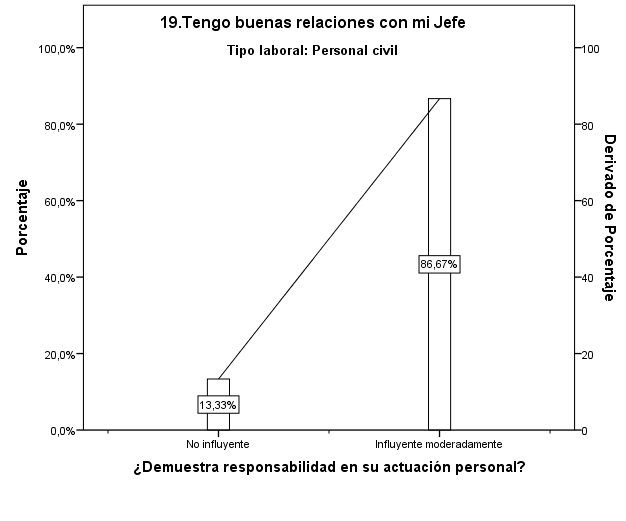 19.Tengo buenas relaciones con mi Jefe
Tipo laboral: Personal civil
Porcentaje
100,0%
80,0%
60,0%
40,0%
20,0%
0,0%
13,33%
86,67%
100
80
60
40
20
0
Derivado de Porcentaje
No influyente
Influyente moderadamente
¿Demuestra responsabilidad en su actuación personal?